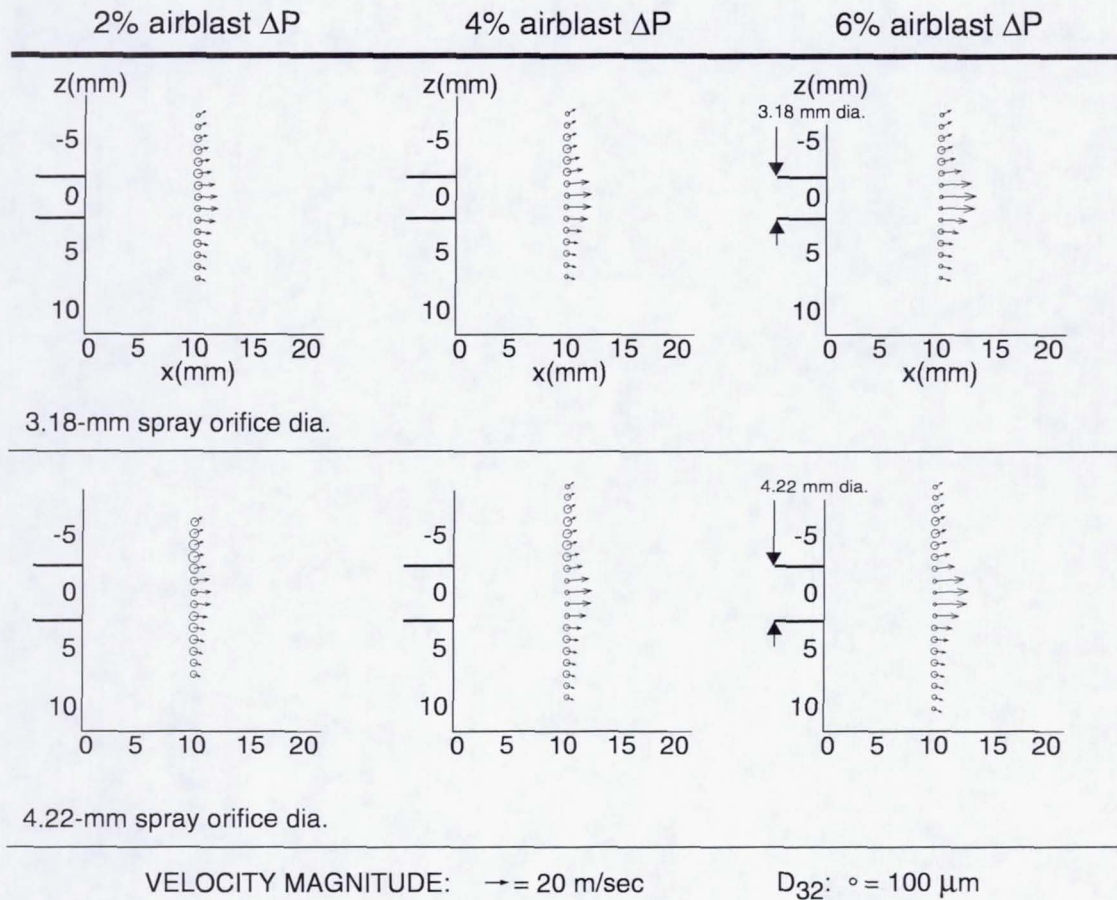 2% airblast ΔP 4% airblast ΔP 6% airblast ΔP
z(mm) z(mm) z(mm)
3.18 mm dia.
-5 -5 -5
0 0 0
5 5 5
10 10 10
0 5 10 15 20 0 5 10 15 20 0 5 10 15 20
x(mm) x(mm) x(mm)
3.18-mm spray orifice dia.
4.22 mm dia.
-5 -5 -5
0 0 0
5 5 5
10 10 10
0 5 10 15 20 0 5 10 15 20 0 5 10 15 20
4.22-mm spray orifice dia.
VELOCITY MAGNITUDE: →= 20 m/sec D32: ∘= 100 μm